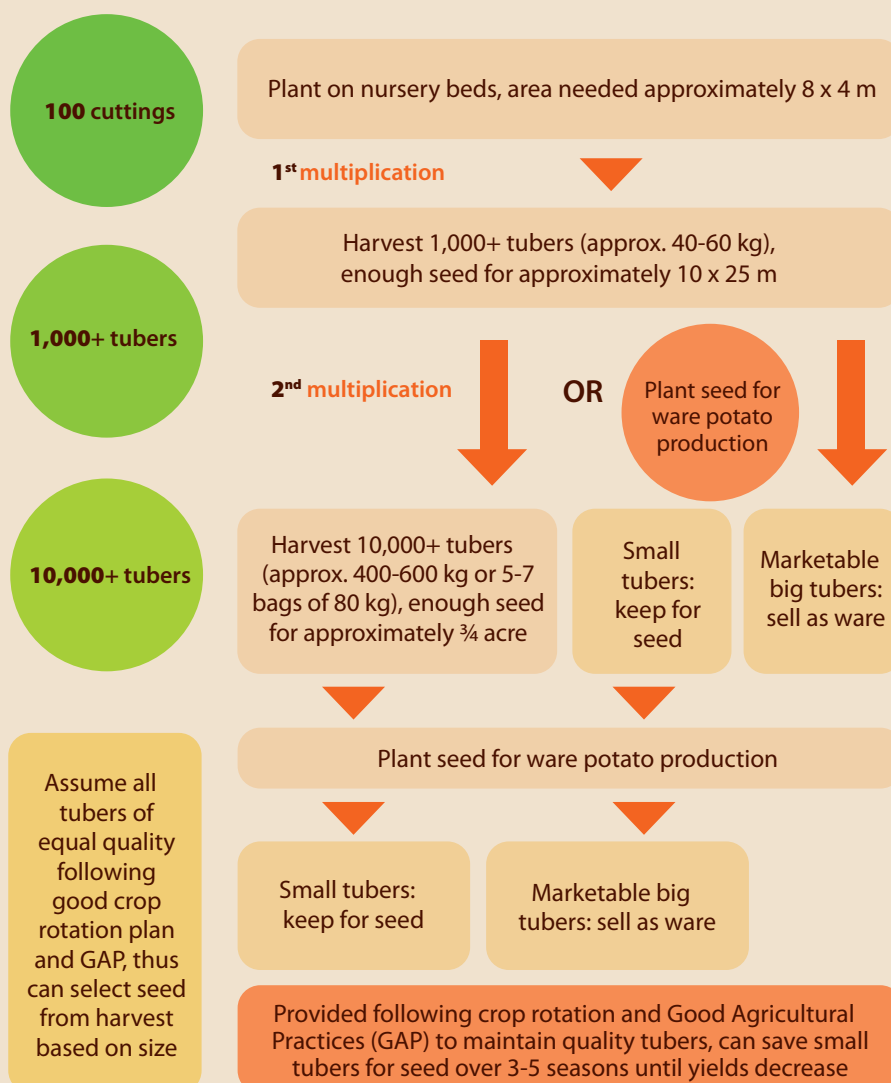 100 cuttings
Plant on nursery beds, area needed approximately 8 x 4 m
1st multiplication
Harvest 1,000+ tubers (approx. 40-60 kg),
enough seed for approximately 10 x 25 m
1,000+ tubers
2nd multiplication
OR
Plant seed for
ware potato
production
10,000+ tubers
Harvest 10,000+ tubers
(approx. 400-600 kg or 5-7
bags of 80 kg), enough seed
for approximately ¾ acre
Small
tubers:
keep for
seed
Marketable
big tubers:
sell as ware
Plant seed for ware potato production
Assume all
tubers of
equal quality
following
good crop
rotation plan
and GAP, thus
can select seed
from harvest
based on size
Small tubers:
keep for seed
Marketable big
tubers: sell as ware
Provided following crop rotation and Good Agricultural
Practices (GAP) to maintain quality tubers, can save small
tubers for seed over 3-5 seasons until yields decrease